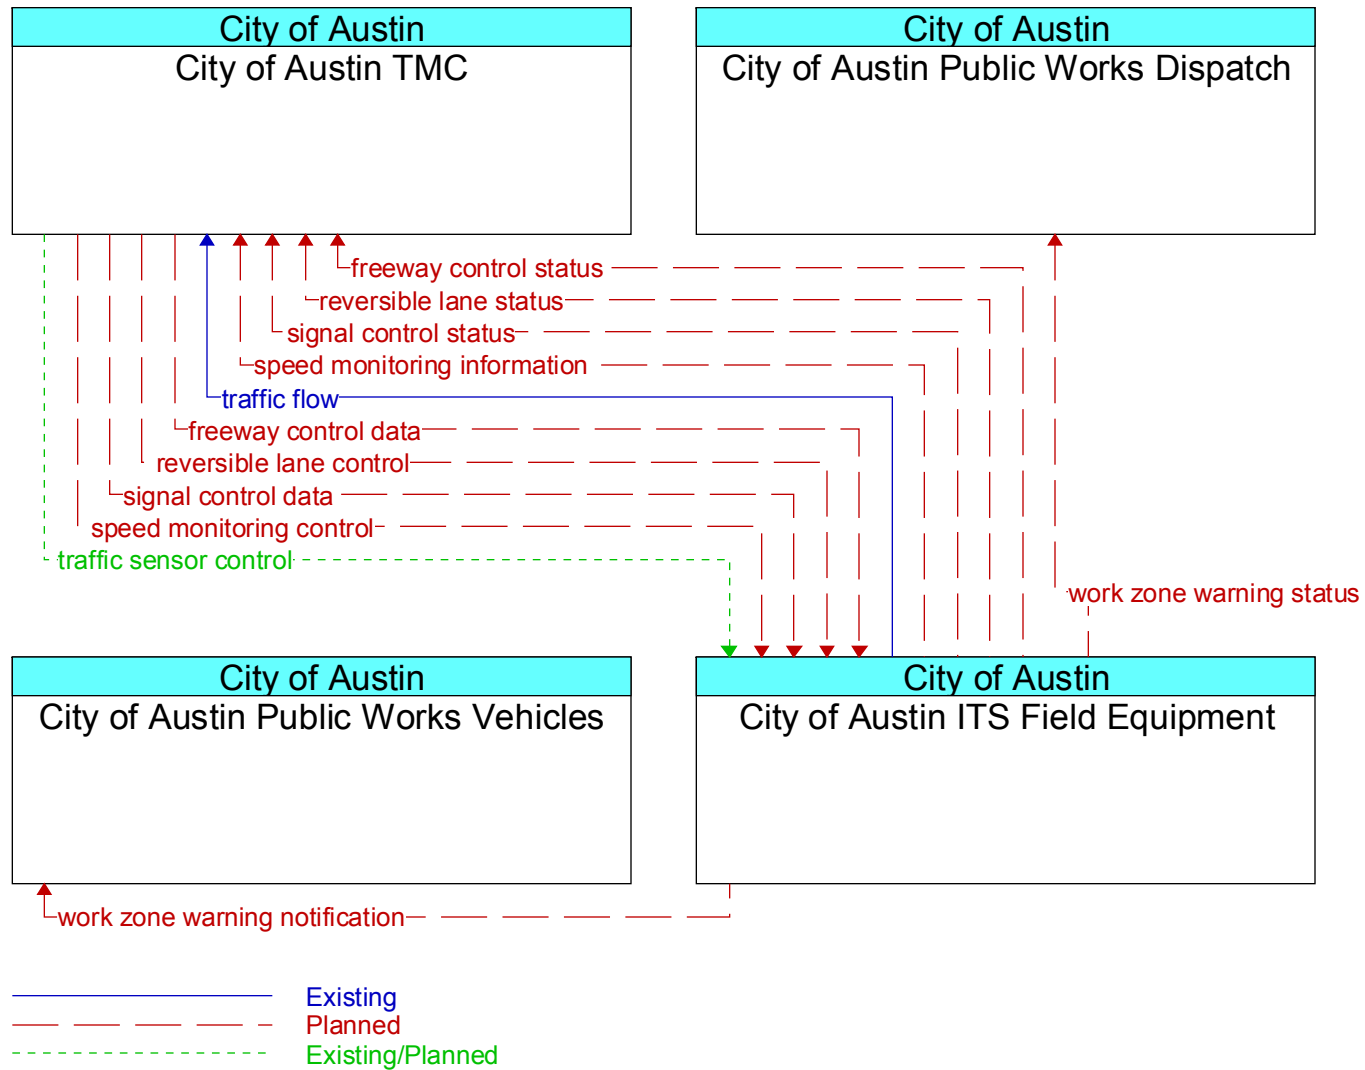 City of Austin
City of Austin TMC
City of Austin
City of Austin Public Works Dispatch
freeway control status
reversible lane status
signal control status
speed monitoring information
traffic flow
freeway control data
reversible lane control
signal control data
speed monitoring control
traffic sensor control
work zone warning status
City of Austin
City of Austin Public Works Vehicles
City of Austin
City of Austin ITS Field Equipment
work zone warning notification
Existing
Planned
Existing/Planned